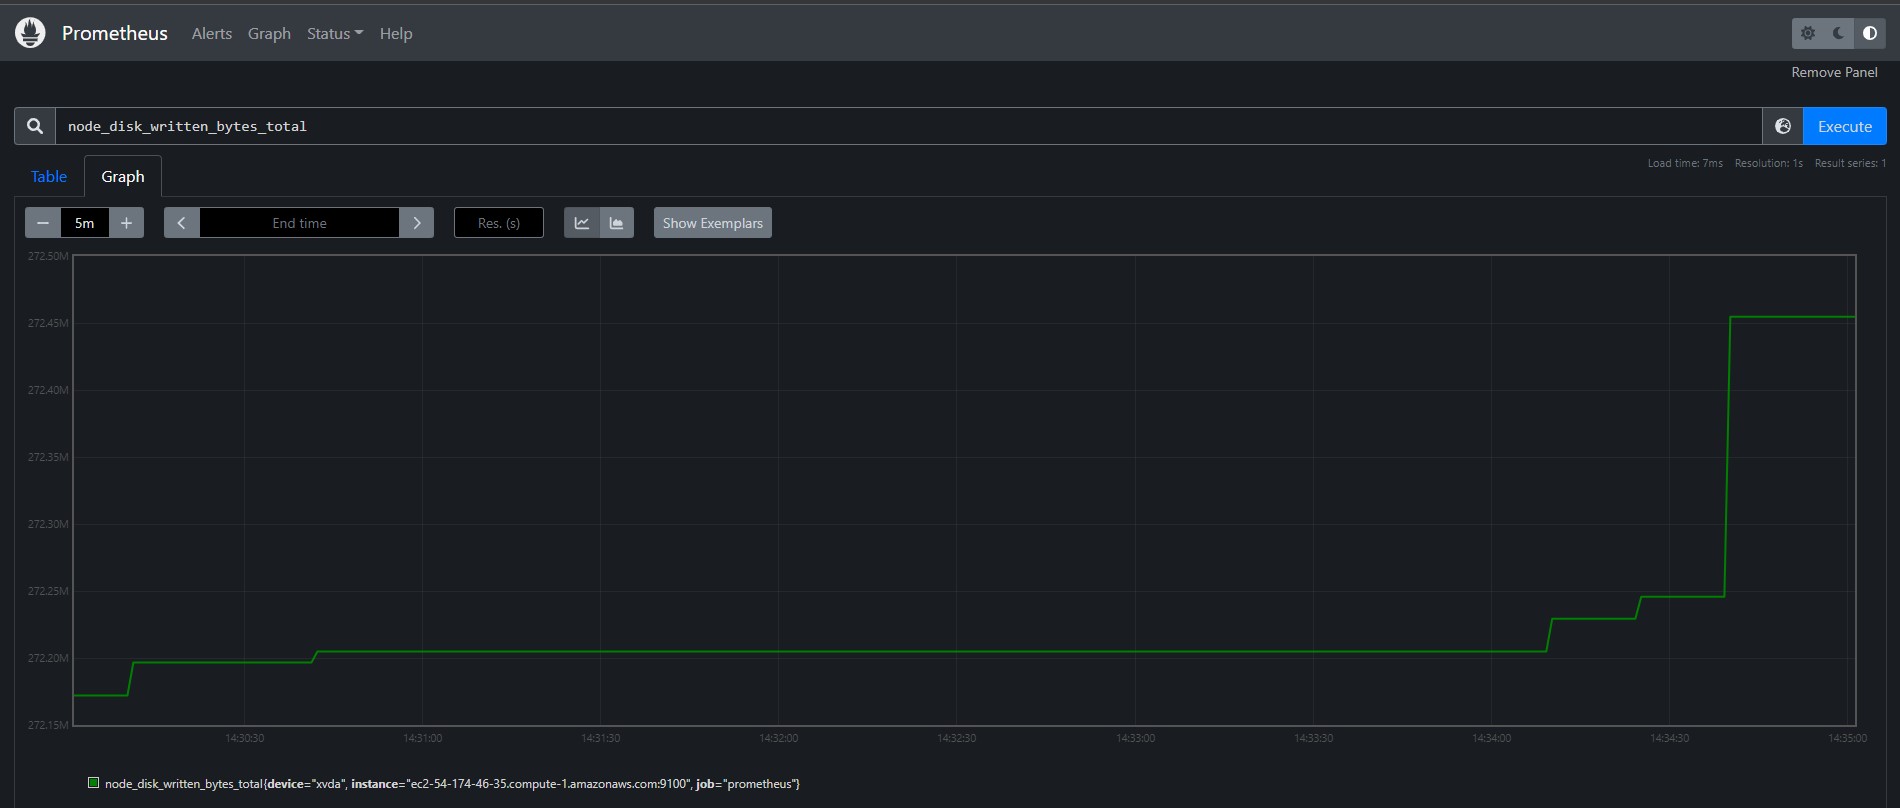 Prometheus Alerts Graph Status Help
Remove Panel
node_disk_written_bytes_total Execute
Load time: 7ms Resolution: 1s Result series: 1
Table Graph
5m End time Res. (s) Show Exemplars
272.50M
272.45M
272.40M
272.35M
272.30M
272.25M
272.20M
272.15M
14:30:30 14:31:00 14:31:30 14:32:00 14:32:30 14:33:00 14:33:30 14:34:00 14:34:30 14:35:00
node_disk_written_bytes_total{device="xvda", instance="ec2-54-174-46-35.compute-1.amazonaws.com:9100", job="prometheus"}